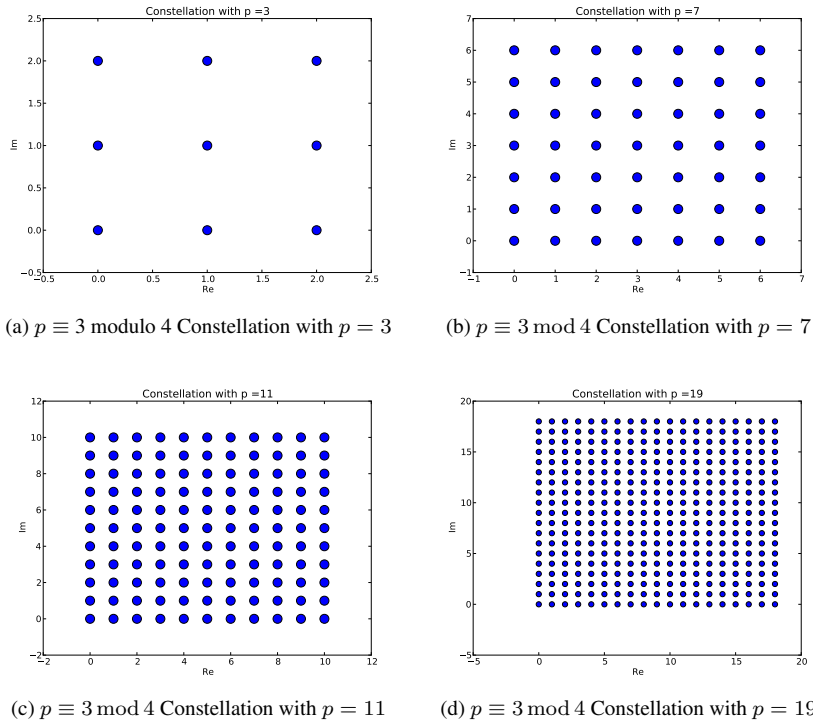 Constellation with p =3
2.5
2.0
1.5
1.0
0.5
0.0
−0.5
Im
−0.5 0.0 0.5 1.0 1.5 2.0 2.5
Re
(a) p ≡ 3 modulo 4 Constellation with p = 3
Constellation with p =7
7
6
5
4
3
2
1
0
−1
Im
−1 0 1 2 3 4 5 6 7
Re
(b) p ≡ 3 mod 4 Constellation with p = 7
Constellation with p =11
12
10
8
6
4
2
0
−2
Im
−2 0 2 4 6 8 10 12
Re
(c) p ≡ 3 mod 4 Constellation with p = 11
Constellation with p =19
20
15
10
5
0
−5
Im
−5 0 5 10 15 20
Re
(d) p ≡ 3 mod 4 Constellation with p = 19